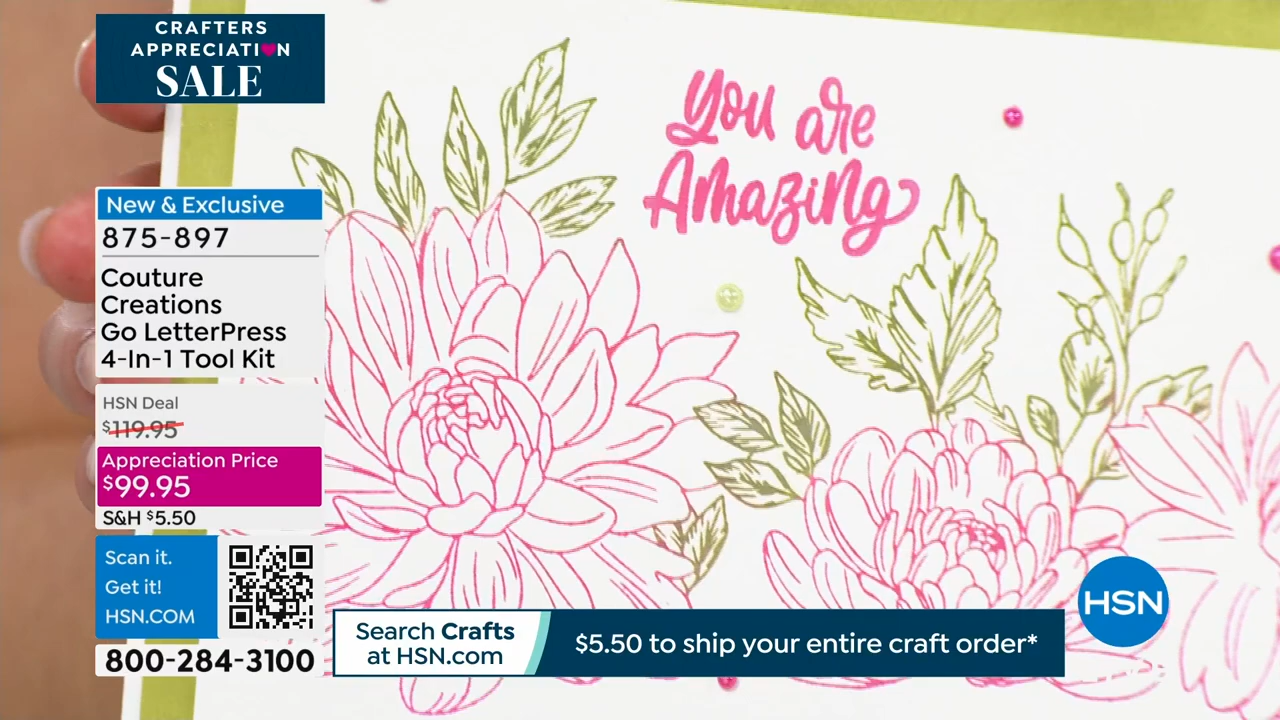 CRAFTERS
APPRECIATION
SALE
You are
Amazing
New & Exclusive
875-897
Couture
Creations
Go LetterPress
4-In-1 Tool Kit
HSN Deal
$119.95
Appreciation Price
$99.95
S&H $5.50
Scan it.
Get it!
HSN.COM
800-284-3100
Search Crafts
at HSN.com
$5.50 to ship your entire craft order*
HSN